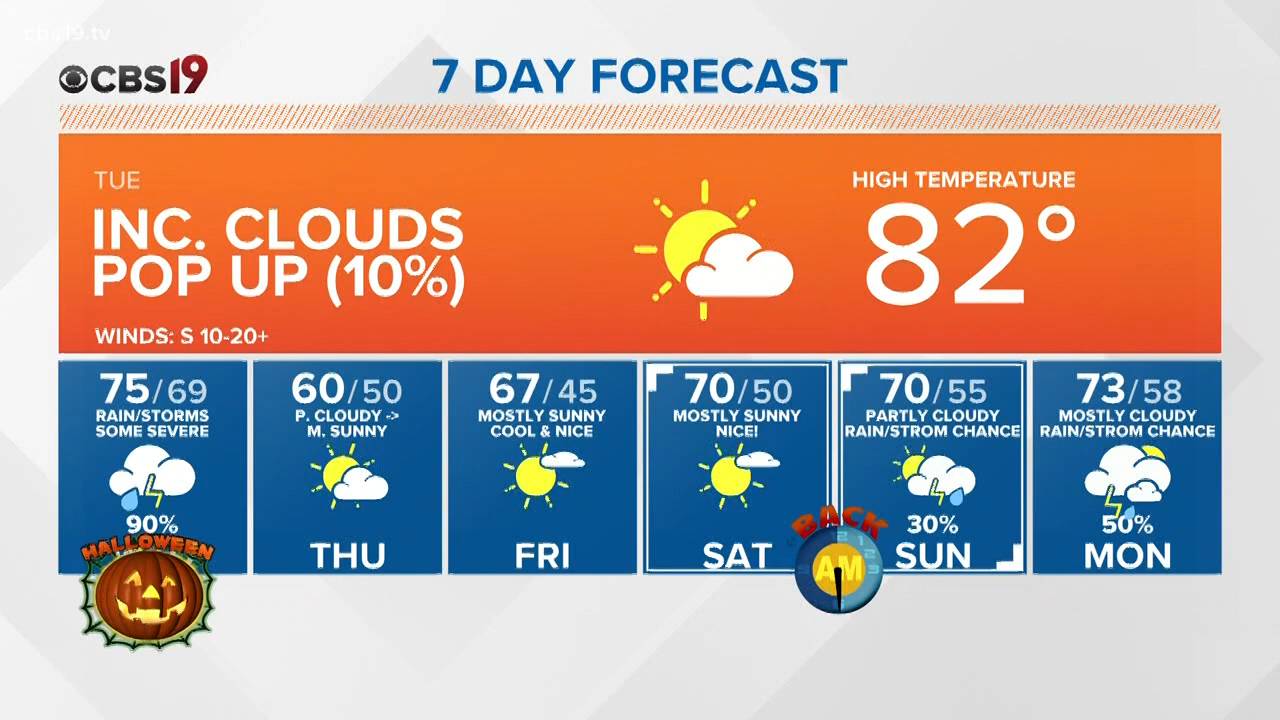 cbs19.tv
CBS19
7 DAY FORECAST
TUE
INC. CLOUDS
POP UP (10%)
WINDS: S 10-20+
HIGH TEMPERATURE
82°
75/69
RAIN/STORMS
SOME SEVERE
90%
HALLOWEEN
60/50
P. CLOUDY ->
M. SUNNY
THU
67/45
MOSTLY SUNNY
COOL & NICE
FRI
70/50
MOSTLY SUNNY
NICE!
SAT
BACK
AM
70/55
PARTLY CLOUDY
RAIN/STROM CHANCE
30%
SUN
73/58
MOSTLY CLOUDY
RAIN/STROM CHANCE
50%
MON